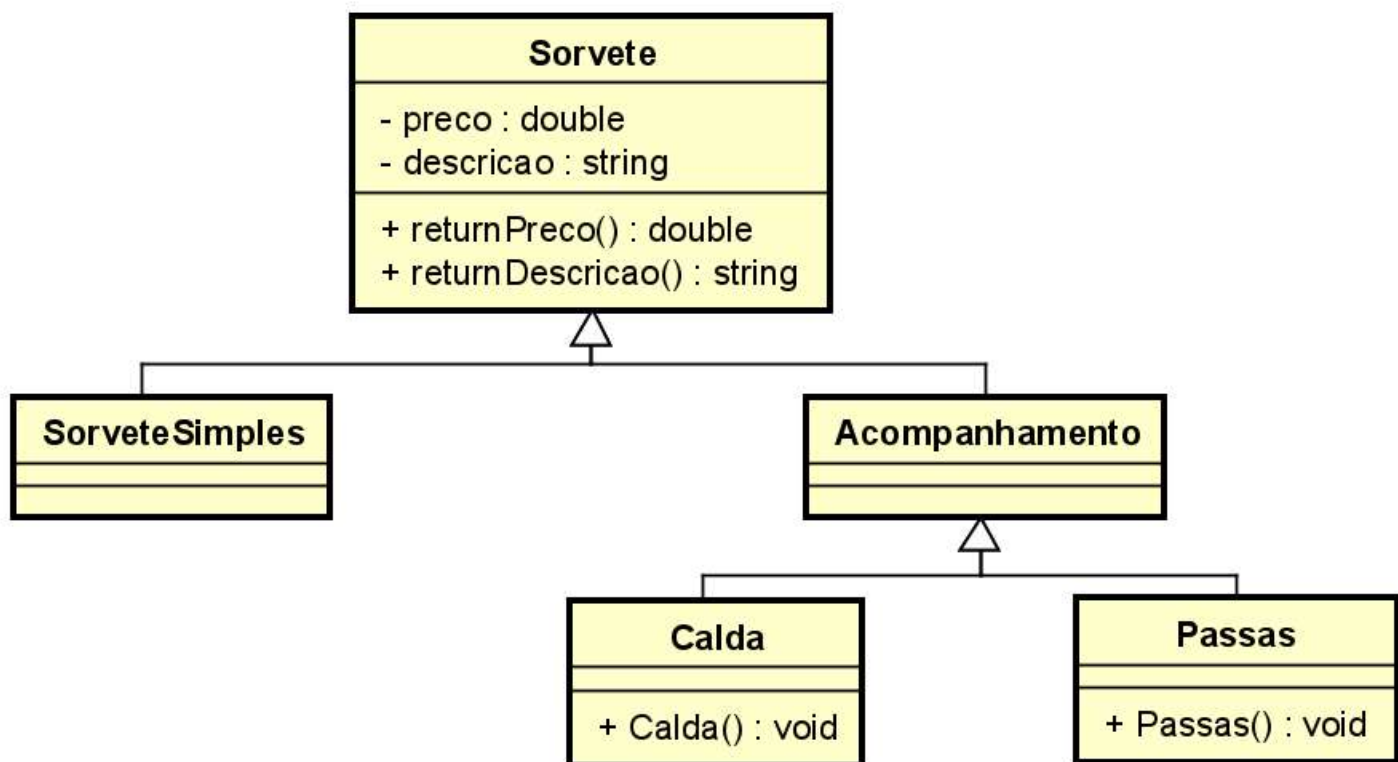 Sorvete
- preco : double
- descricao : string
+ returnPreco() : double
+ returnDescricao() : string
SorveteSimples
Acompanhamento
Calda
+ Calda() : void
Passas
+ Passas() : void